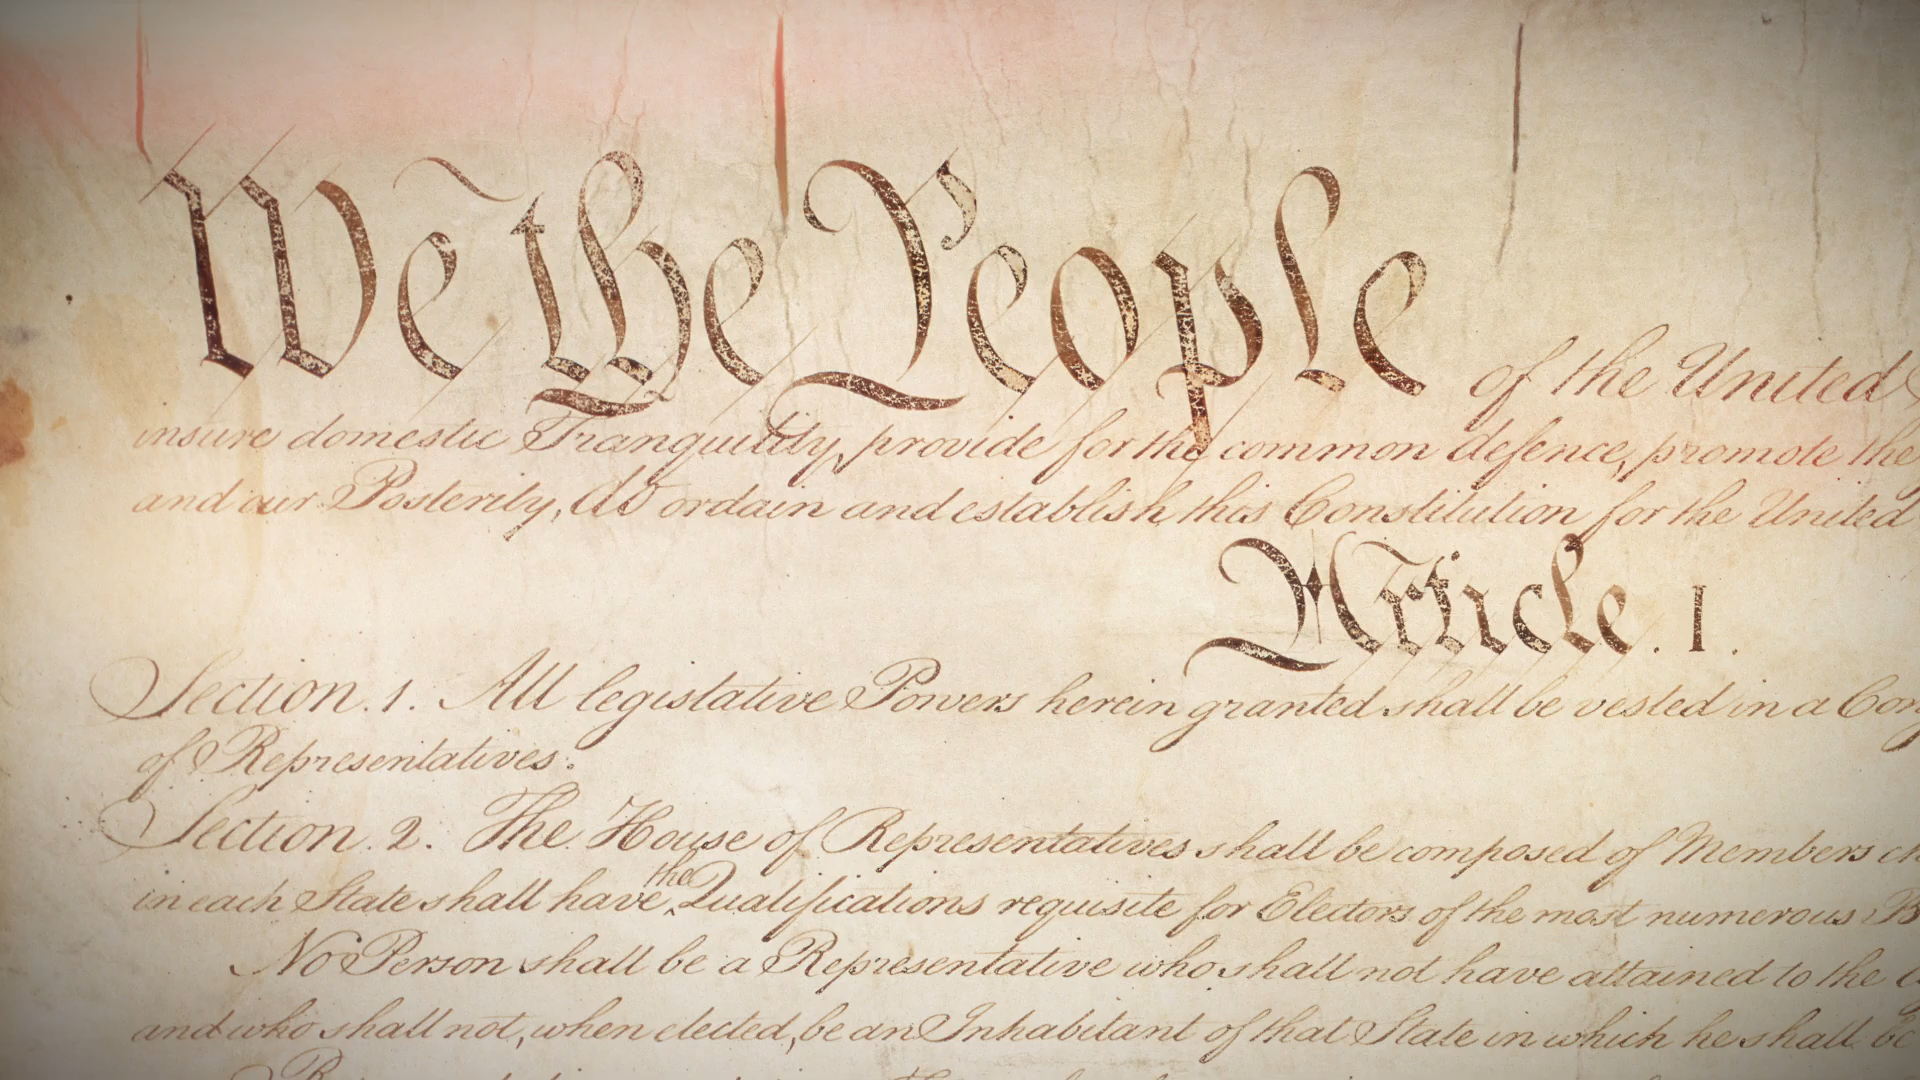 We the People of the United
insure domestic Tranquility, provide for the common defence, promote the
and our Posterity, do ordain and establish this Constitution for the United
Article. I.
Section. 1. All legislative Powers herein granted shall be vested in a Con
of Representatives.
Section. 2. The House of Representatives shall be composed of Members ch
the
in each State shall have Qualifications requisite for Electors of the most numerous B
No Person shall be a Representative who shall not have attained to the
and who shall not, when elected, be an Inhabitant of that State in which he shall be